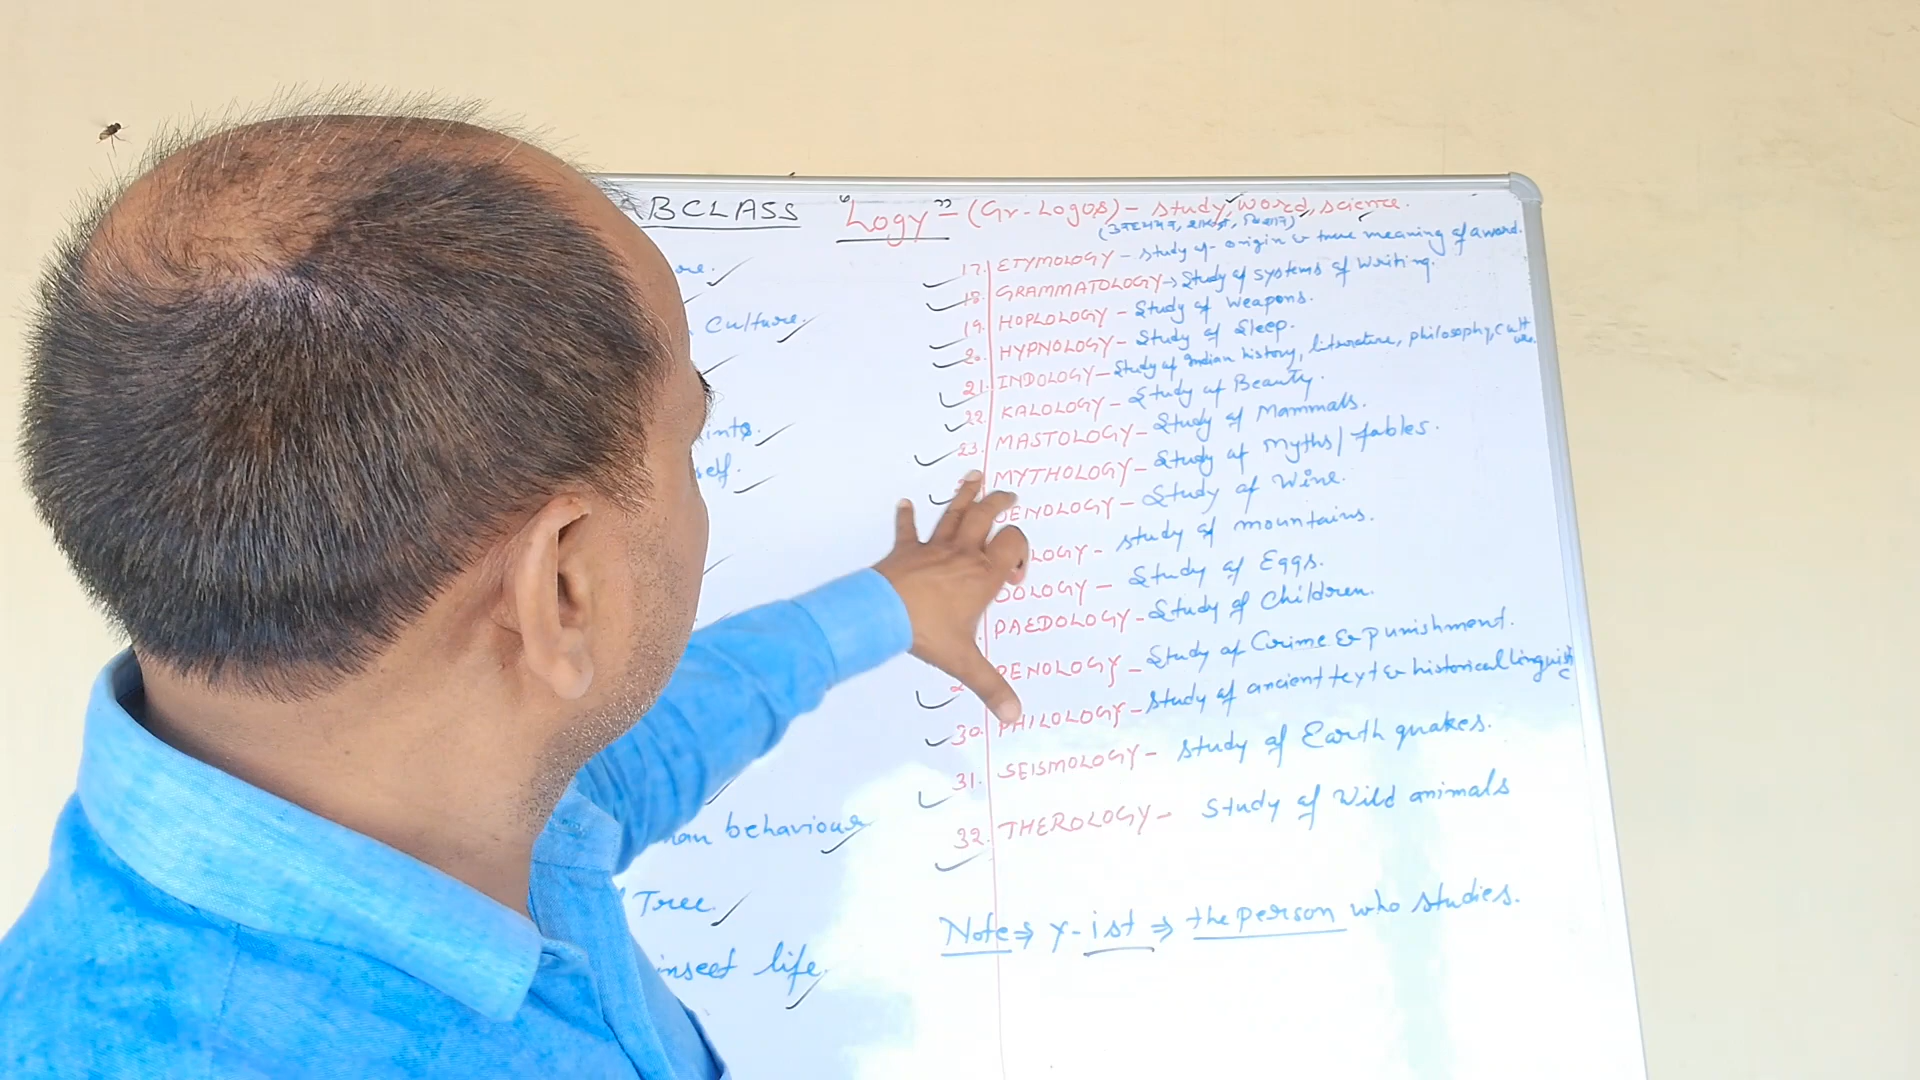 ABCLASS "Logy" - (Gr-Logos) - study, word, science.
(अध्ययन, शब्द, विज्ञान)
ure.
Culture.
ints.
self.
man behaviour
Tree.
insect life.
17. ETYMOLOGY - study of origin & true meaning of a word.
18. GRAMMATOLOGY → Study of systems of Writing.
19. HOPLOLOGY - Study of Weapons.
20. HYPNOLOGY - Study of Sleep.
21. INDOLOGY - Study of Indian history, literature, philosophy, culture.
22. KALOLOGY - Study of Beauty.
23. MASTOLOGY - Study of Mammals.
MYTHOLOGY - Study of Myths/fables.
OENOLOGY - Study of Wine.
LOGY - study of mountains.
OOLOGY - Study of Eggs.
PAEDOLOGY - Study of Children.
2 PENOLOGY - Study of Crime & punishment.
30. PHILOLOGY - Study of ancient text & historical linguistic
31. SEISMOLOGY - study of Earth quakes.
32. THEROLOGY - Study of Wild animals
Note ⇒ y - ist ⇒ the person who studies.